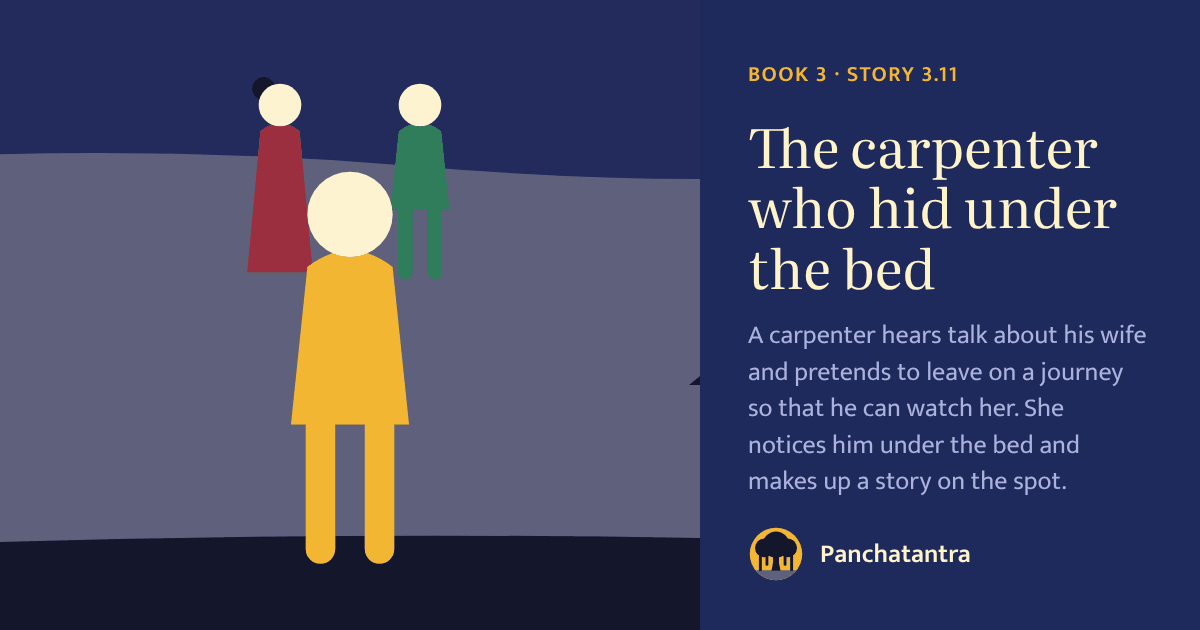 BOOK 3 · STORY 3.11
The carpenter
who hid under
the bed
A carpenter hears talk about his wife
and pretends to leave on a journey
so that he can watch her. She
notices him under the bed and
makes up a story on the spot.
Panchatantra